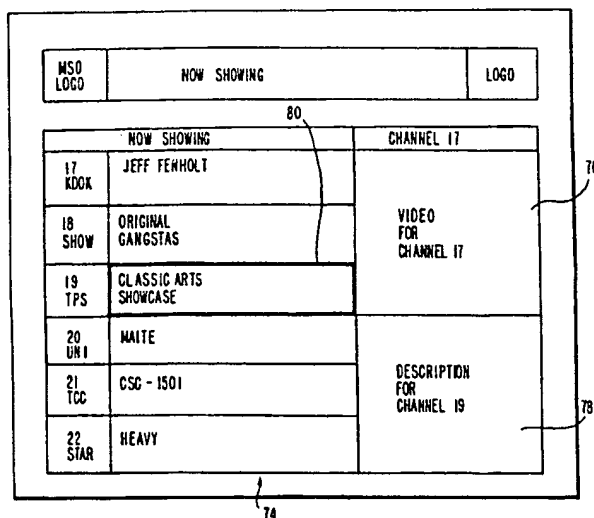 MSO
LOGO
NOW SHOWING
LOGO
80
NOW SHOWING
CHANNEL 17
17
KDOK
JEFF FENHOLT
18
SHOW
ORIGINAL
GANGSTAS
19
TPS
CLASSIC ARTS
SHOWCASE
20
UNI
MAITE
21
TCC
CSG - 1501
22
STAR
HEAVY
VIDEO
FOR
CHANNEL 17
DESCRIPTION
FOR
CHANNEL 19
78
74